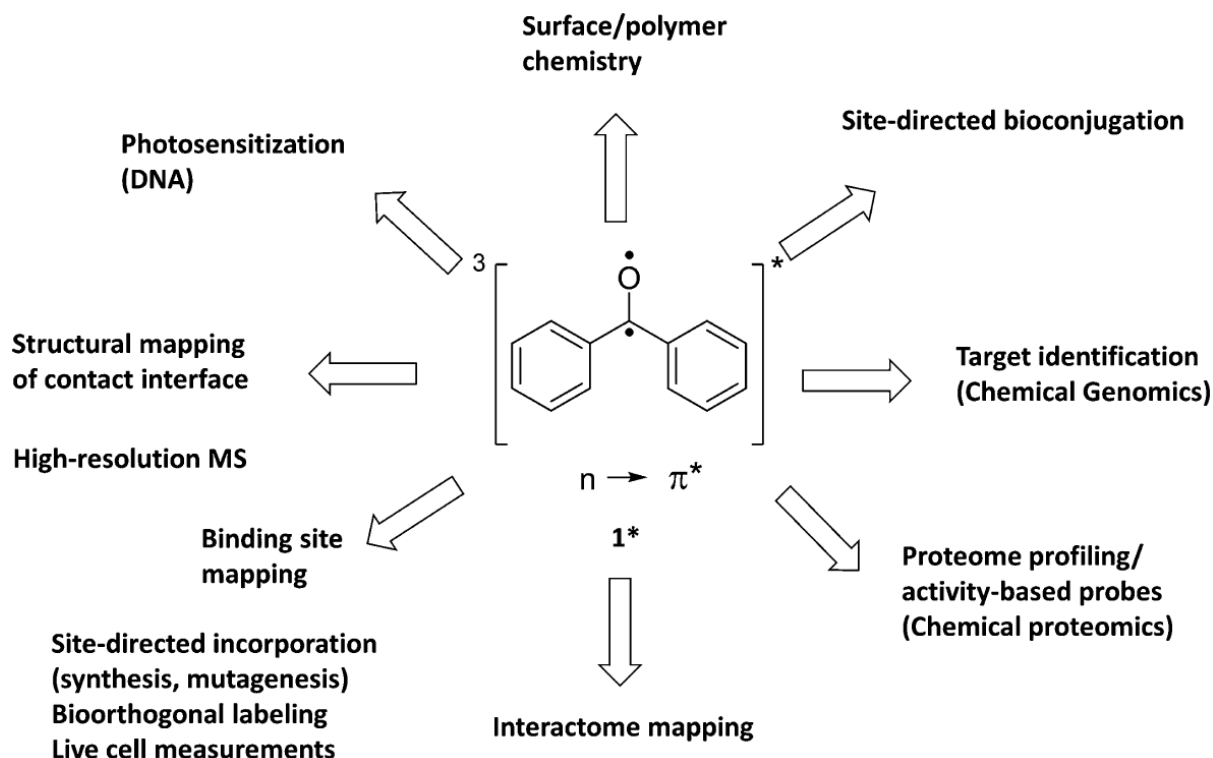 Surface/polymer
chemistry
Photosensitization
(DNA)
Site-directed bioconjugation
3
*
O
Structural mapping
of contact interface
Target identification
(Chemical Genomics)
High-resolution MS
n → π*
1*
Binding site
mapping
Proteome profiling/
activity-based probes
(Chemical proteomics)
Site-directed incorporation
(synthesis, mutagenesis)
Bioorthogonal labeling
Live cell measurements
Interactome mapping